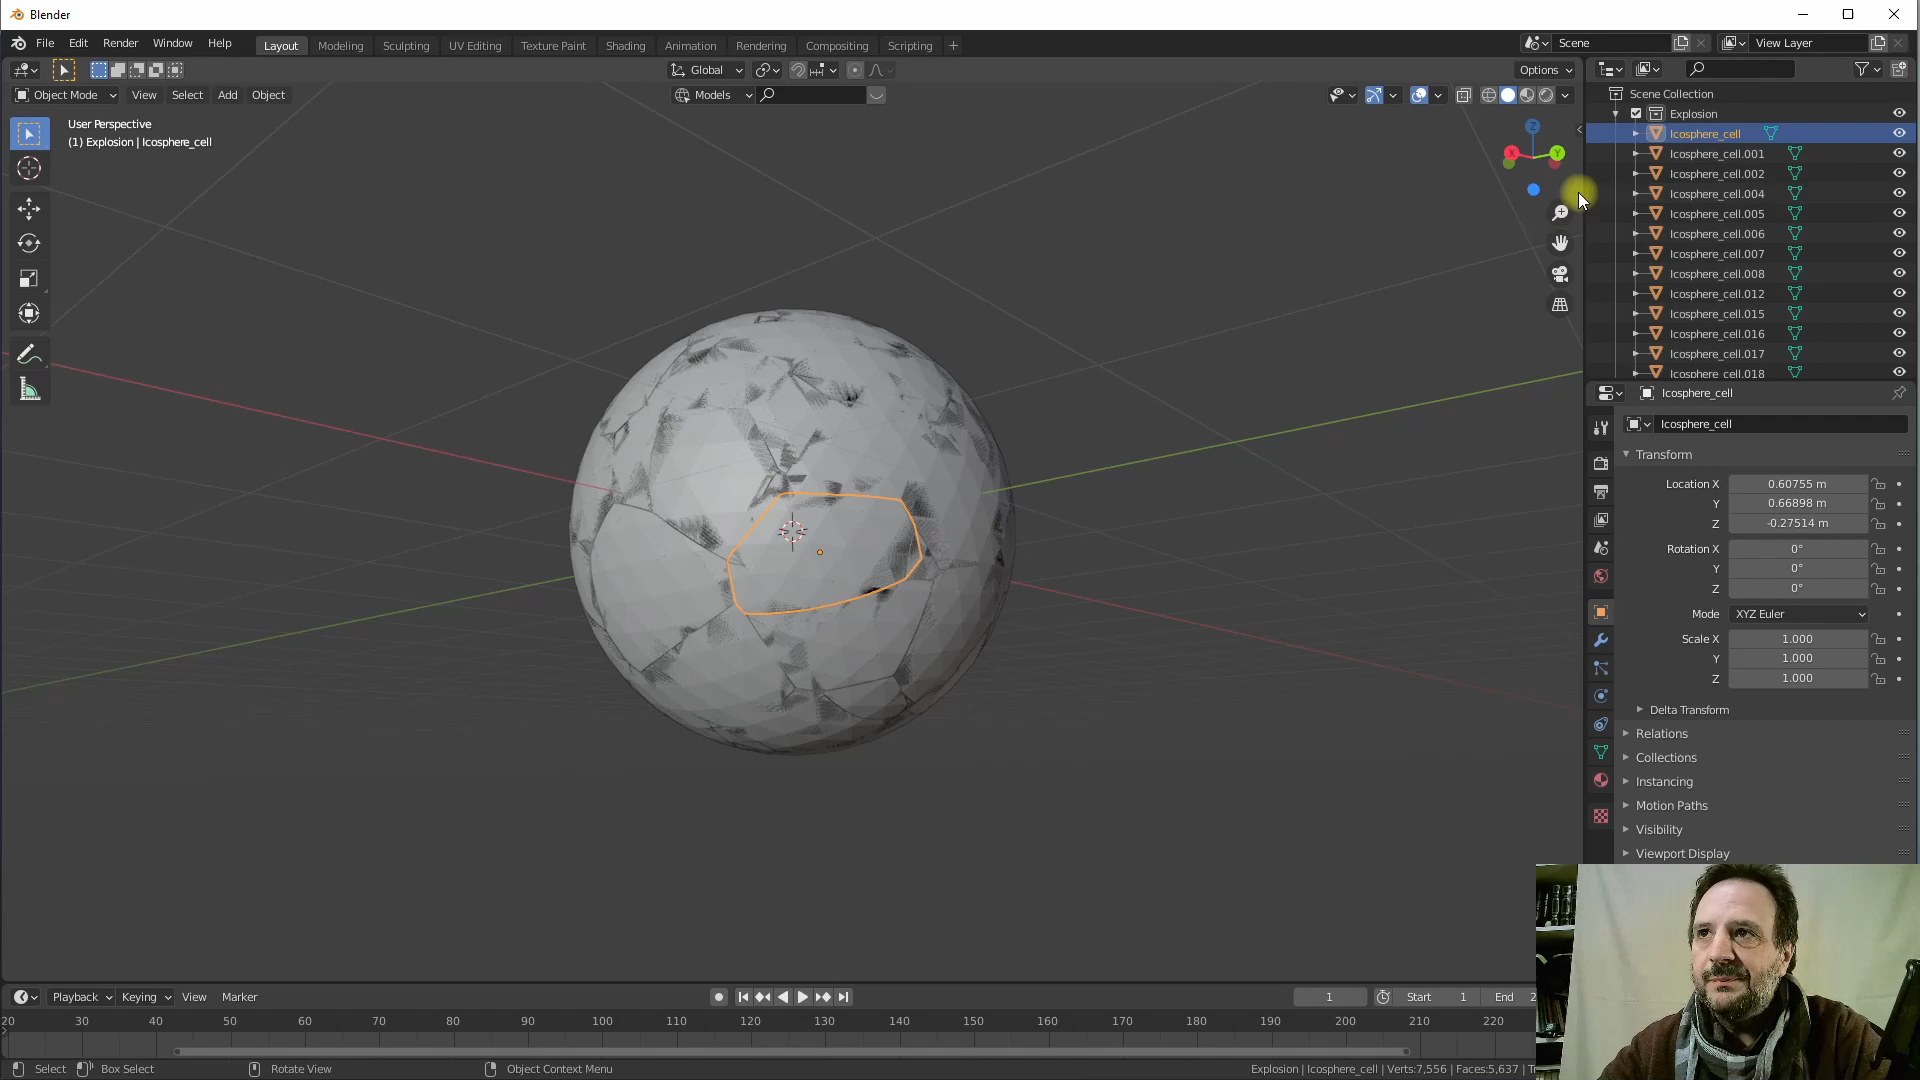 Blender
File Edit Render Window Help
Layout Modeling Sculpting UV Editing Texture Paint Shading Animation Rendering Compositing Scripting +
Scene
View Layer
Global
Options
Object Mode View Select Add Object
Models
User Perspective
(1) Explosion | Icosphere_cell
Z
X
Y
Scene Collection
Explosion
Icosphere_cell
Icosphere_cell.001
Icosphere_cell.002
Icosphere_cell.004
Icosphere_cell.005
Icosphere_cell.006
Icosphere_cell.007
Icosphere_cell.008
Icosphere_cell.012
Icosphere_cell.015
Icosphere_cell.016
Icosphere_cell.017
Icosphere_cell.018
Icosphere_cell
Icosphere_cell
Transform
Location X 0.60755 m
Y 0.66898 m
Z -0.27514 m
Rotation X 0°
Y 0°
Z 0°
Mode XYZ Euler
Scale X 1.000
Y 1.000
Z 1.000
Delta Transform
Relations
Collections
Instancing
Motion Paths
Visibility
Viewport Display
Playback Keying View Marker
1 Start 1 End 2
20 30 40 50 60 70 80 90 100 110 120 130 140 150 160 170 180 190 200 210 220
Select Box Select Rotate View Object Context Menu
Explosion | Icosphere_cell | Verts:7,556 | Faces:5,637 | T